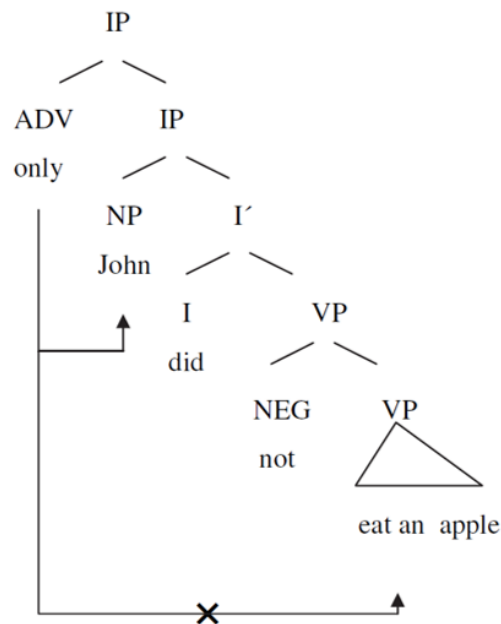 IP
ADV IP
only
NP I´
John
I VP
did
NEG VP
not
eat an apple